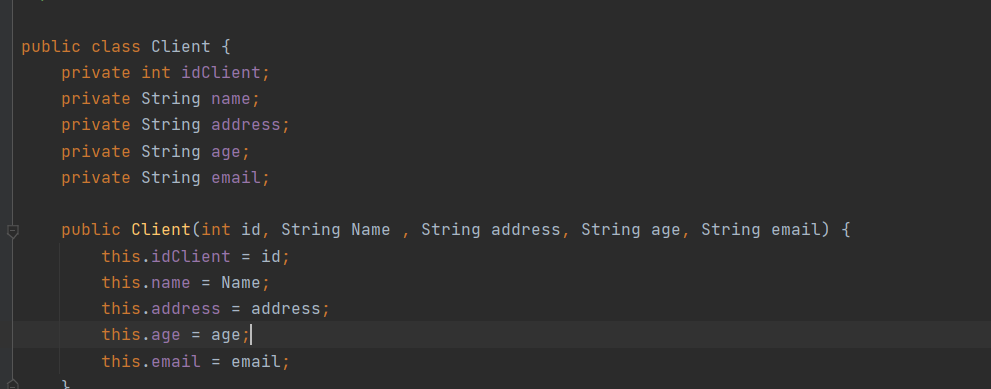 public class Client {
    private int idClient;
    private String name;
    private String address;
    private String age;
    private String email;
    public Client(int id, String Name , String address, String age, String email) {
        this.idClient = id;
        this.name = Name;
        this.address = address;
        this.age = age;
        this.email = email;
    }